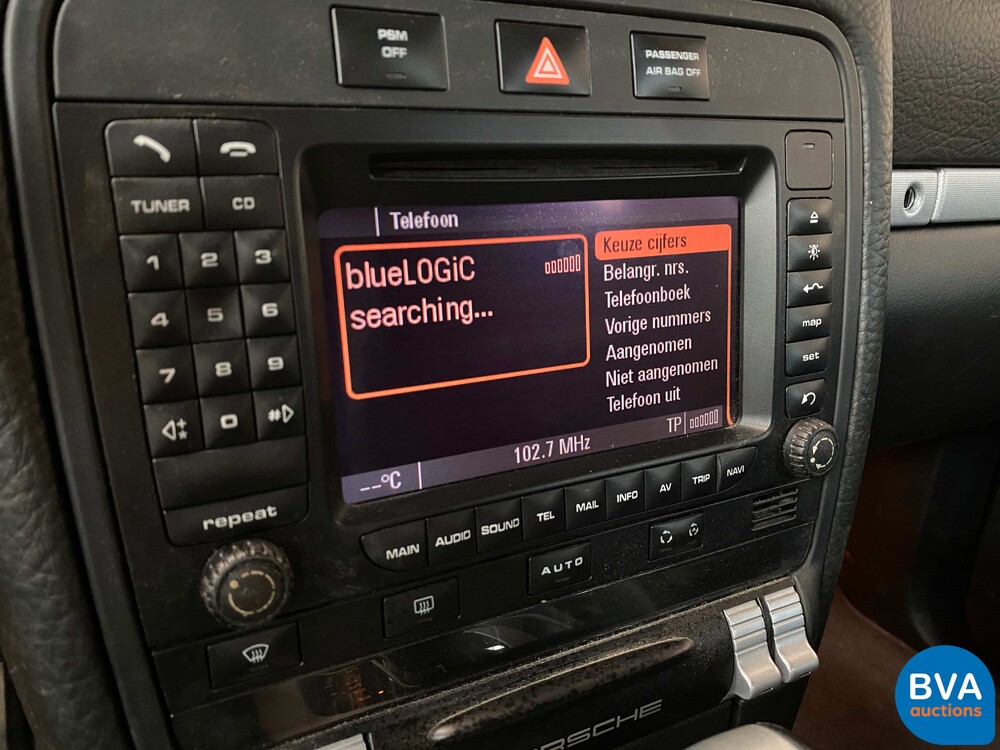 PSM
OFF
PASSENGER
AIR BAG OFF
TUNER
CD
1
2
3
4
5
6
7
8
9
0
#
repeat
Telefoon
blueLOGiC
searching...
Keuze cijfers
Belangr. nrs.
Telefoonboek
Vorige nummers
Aangenomen
Niet aangenomen
Telefoon uit
TP
102.7 MHz
--°C
map
set
MAIN
AUDIO
SOUND
TEL
MAIL
INFO
AV
TRIP
NAVI
AUTO
PORSCHE
BVA
auctions